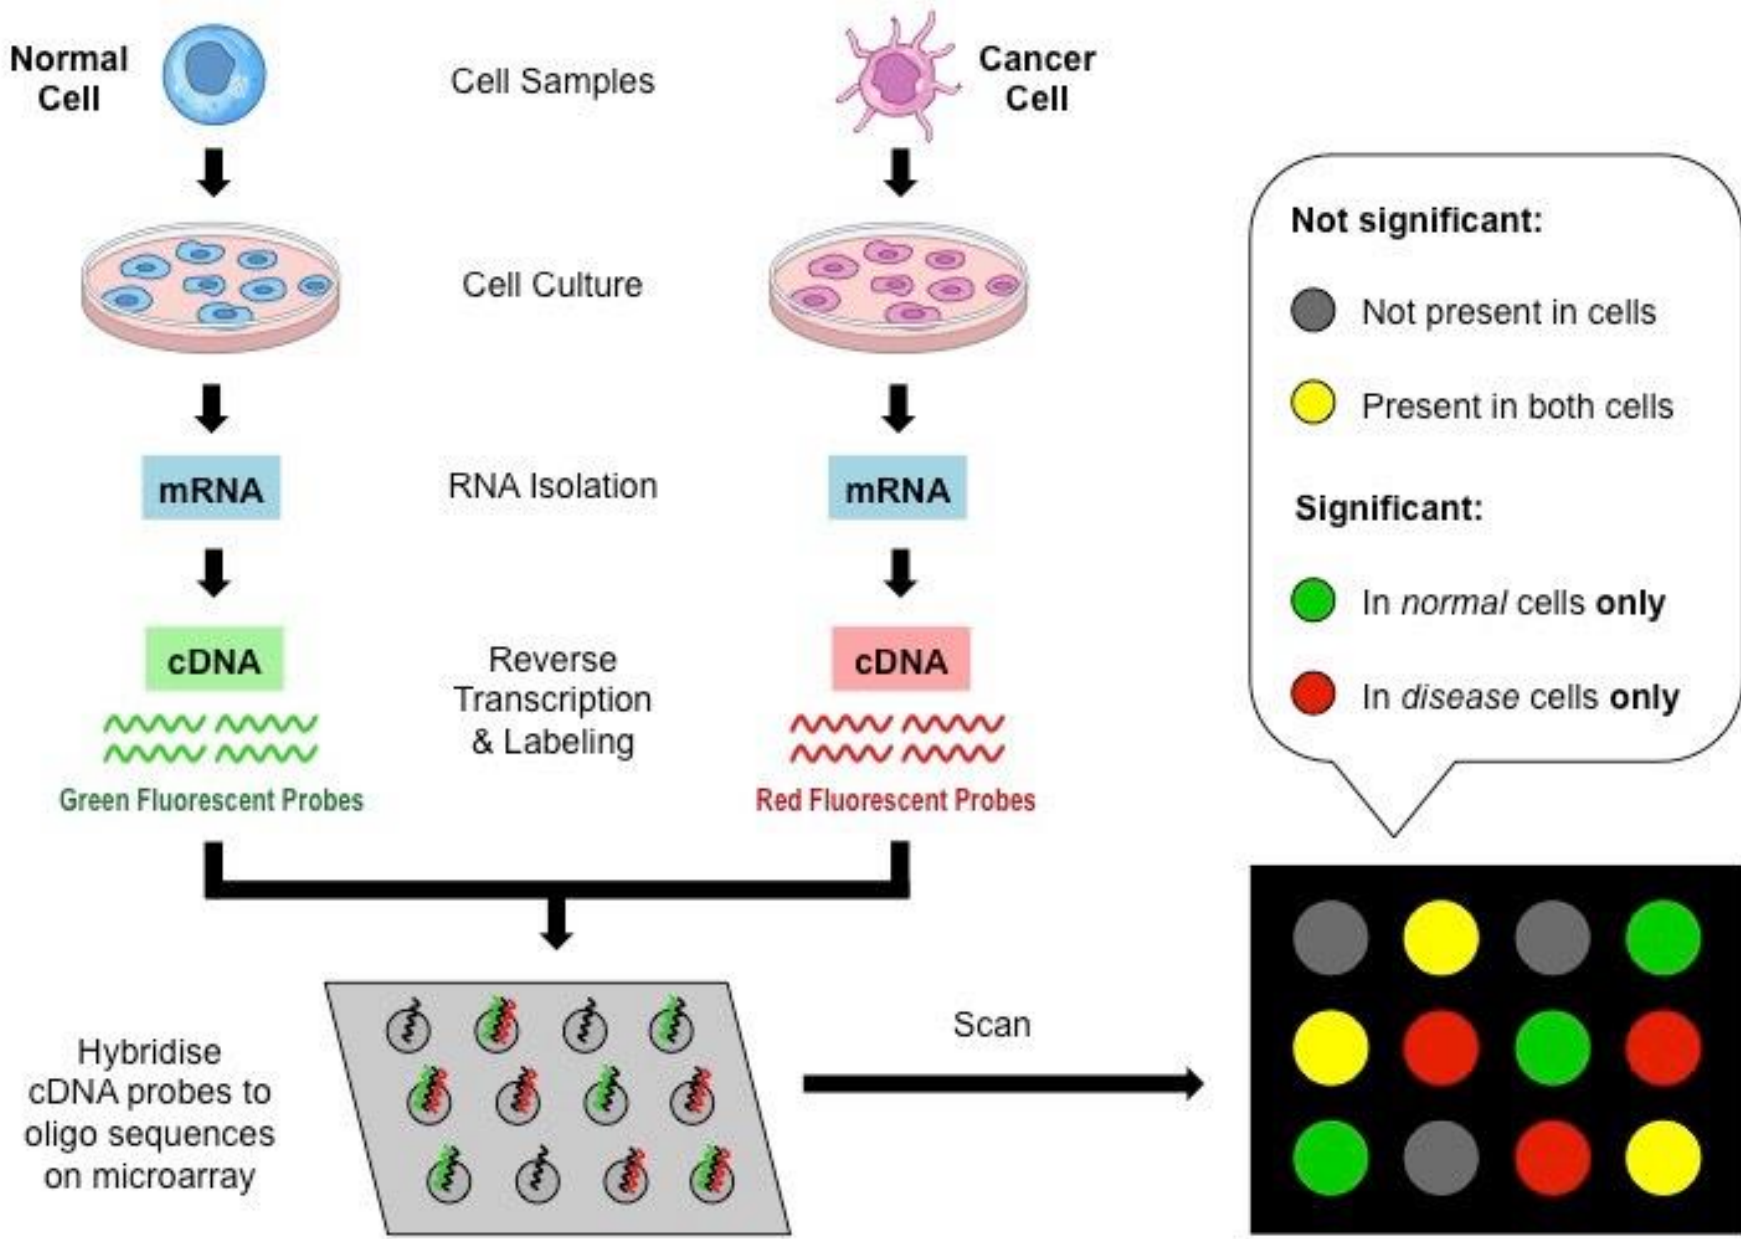 Normal
Cell
Cell Samples
Cancer
Cell
Cell Culture
mRNA
RNA Isolation
mRNA
cDNA
Reverse
Transcription
& Labeling
cDNA
Green Fluorescent Probes
Red Fluorescent Probes
Not significant:
Not present in cells
Present in both cells
Significant:
In normal cells only
In disease cells only
Hybridise
cDNA probes to
oligo sequences
on microarray
Scan